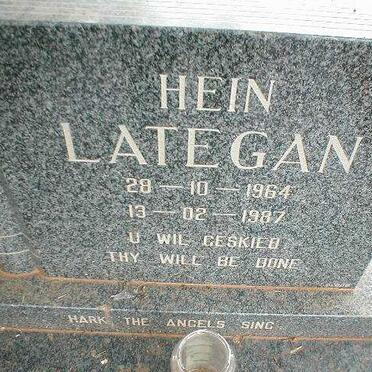 HEIN
LATEGAN
28 — 10 — 1964
13 — 02 — 1987
U WIL GESKIED
THY WILL BE DONE
HARK THE ANGELS SING